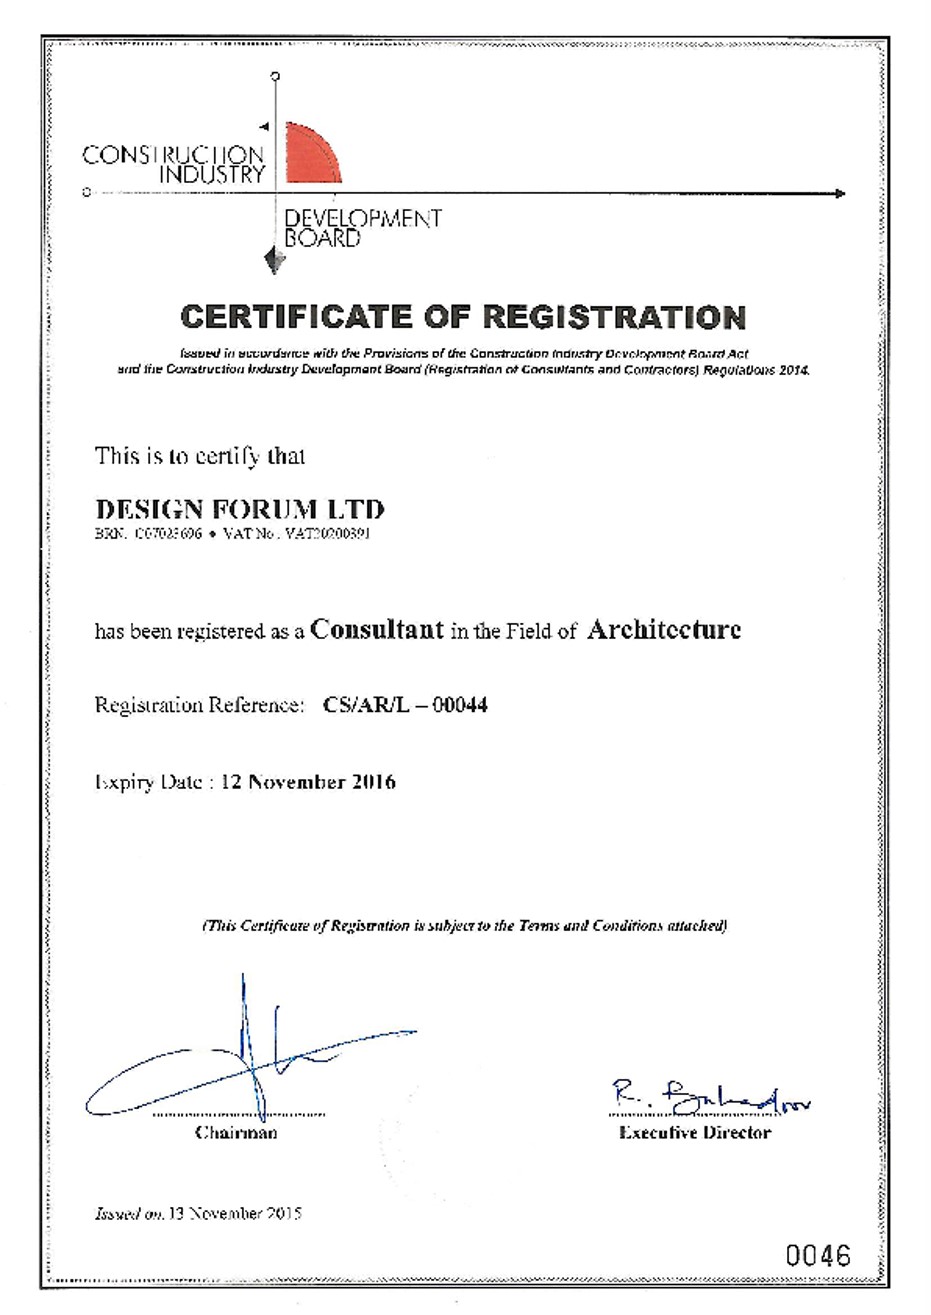 CONSTRUCTION
INDUSTRY
DEVELOPMENT
BOARD
CERTIFICATE OF REGISTRATION
Issued in accordance with the Provisions of the Construction Industry Development Board Act
and the Construction Industry Development Board (Registration of Consultants and Contractors) Regulations 2014.
This is to certify that
DESIGN FORUM LTD
BRN: C07023696 • VAT No. VAT20200391
has been registered as a Consultant in the Field of Architecture
Registration Reference: CS/AR/L – 00044
Expiry Date : 12 November 2016
(This Certificate of Registration is subject to the Terms and Conditions attached)
R.
Chairman
Executive Director
Issued on 13 November 2015
0046